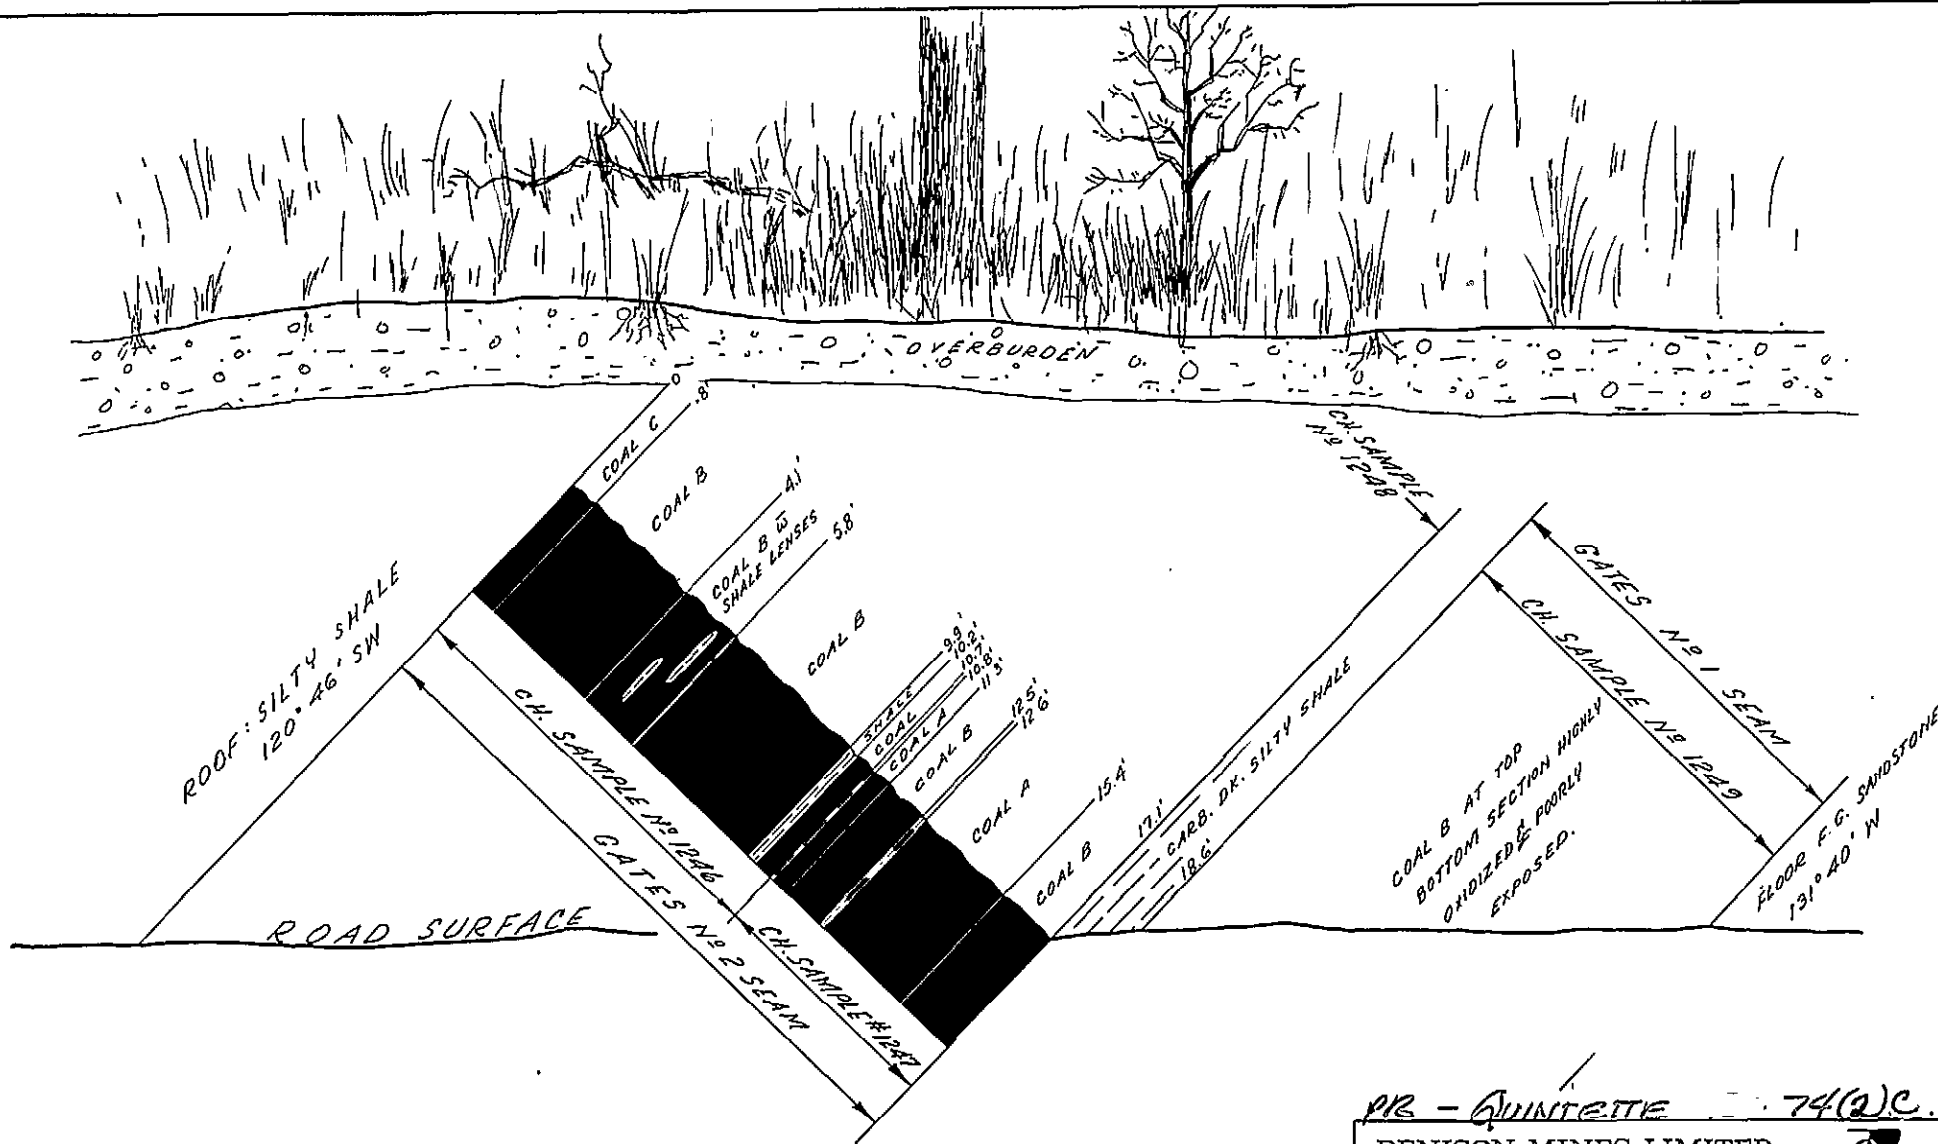 OVERBURDEN
0
.8'
COAL C
COAL B
4.1'
COAL B W̄
SHALE LENSES
5.8'
COAL B
9.9'
SHALE
10.2'
COAL
10.7'
10.8'
COAL A
11.3'
COAL B
12.5'
12.6'
COAL A
15.4'
COAL B
17.1'
CARB. DK. SILTY SHALE
18.6'
ROOF: SILTY SHALE
120° 46° SW
CH. SAMPLE Nº 1246
GATES Nº 2 SEAM
CH. SAMPLE #1247
ROAD SURFACE
CH. SAMPLE
Nº 1248
GATES Nº 1 SEAM
CH. SAMPLE Nº 1249
COAL B AT TOP
BOTTOM SECTION HIGHLY
OXIDIZED & POORLY
EXPOSED.
FLOOR F.G. SANDSTONE
131° 40° W
PR - QUINTETTE 74(2)C.
DENISON MINES LIMITED